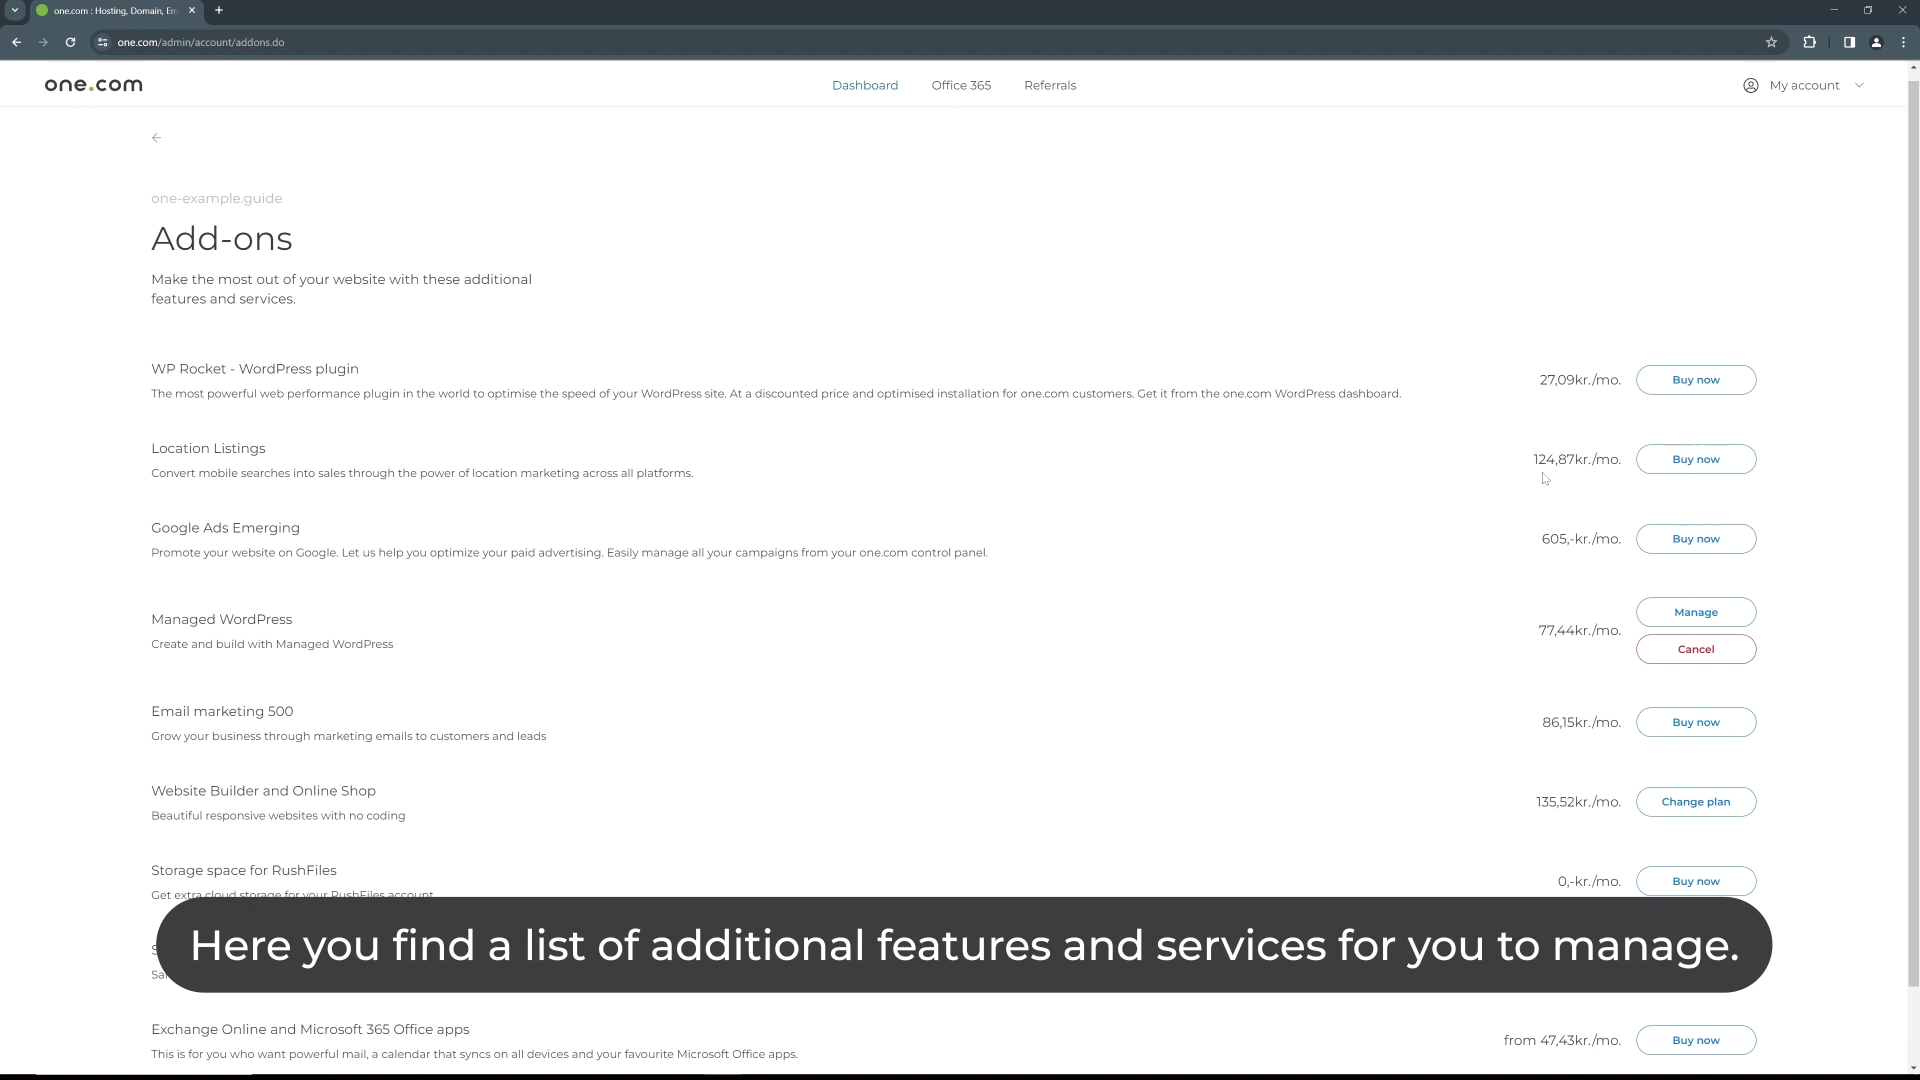 one.com : Hosting, Domain, Em
one.com/admin/account/addons.do
one.com
Dashboard
Office 365
Referrals
My account
one-example.guide
Add-ons
Make the most out of your website with these additional
features and services.
WP Rocket - WordPress plugin
The most powerful web performance plugin in the world to optimise the speed of your WordPress site. At a discounted price and optimised installation for one.com customers. Get it from the one.com WordPress dashboard.
27,09kr./mo.
Buy now
Location Listings
Convert mobile searches into sales through the power of location marketing across all platforms.
124,87kr./mo.
Buy now
Google Ads Emerging
Promote your website on Google. Let us help you optimize your paid advertising. Easily manage all your campaigns from your one.com control panel.
605,-kr./mo.
Buy now
Managed WordPress
Create and build with Managed WordPress
77,44kr./mo.
Manage
Cancel
Email marketing 500
Grow your business through marketing emails to customers and leads
86,15kr./mo.
Buy now
Website Builder and Online Shop
Beautiful responsive websites with no coding
135,52kr./mo.
Change plan
Storage space for RushFiles
Get extra cloud storage for your RushFiles account
0,-kr./mo.
Buy now
Here you find a list of additional features and services for you to manage.
Exchange Online and Microsoft 365 Office apps
This is for you who want powerful mail, a calendar that syncs on all devices and your favourite Microsoft Office apps.
from 47,43kr./mo.
Buy now